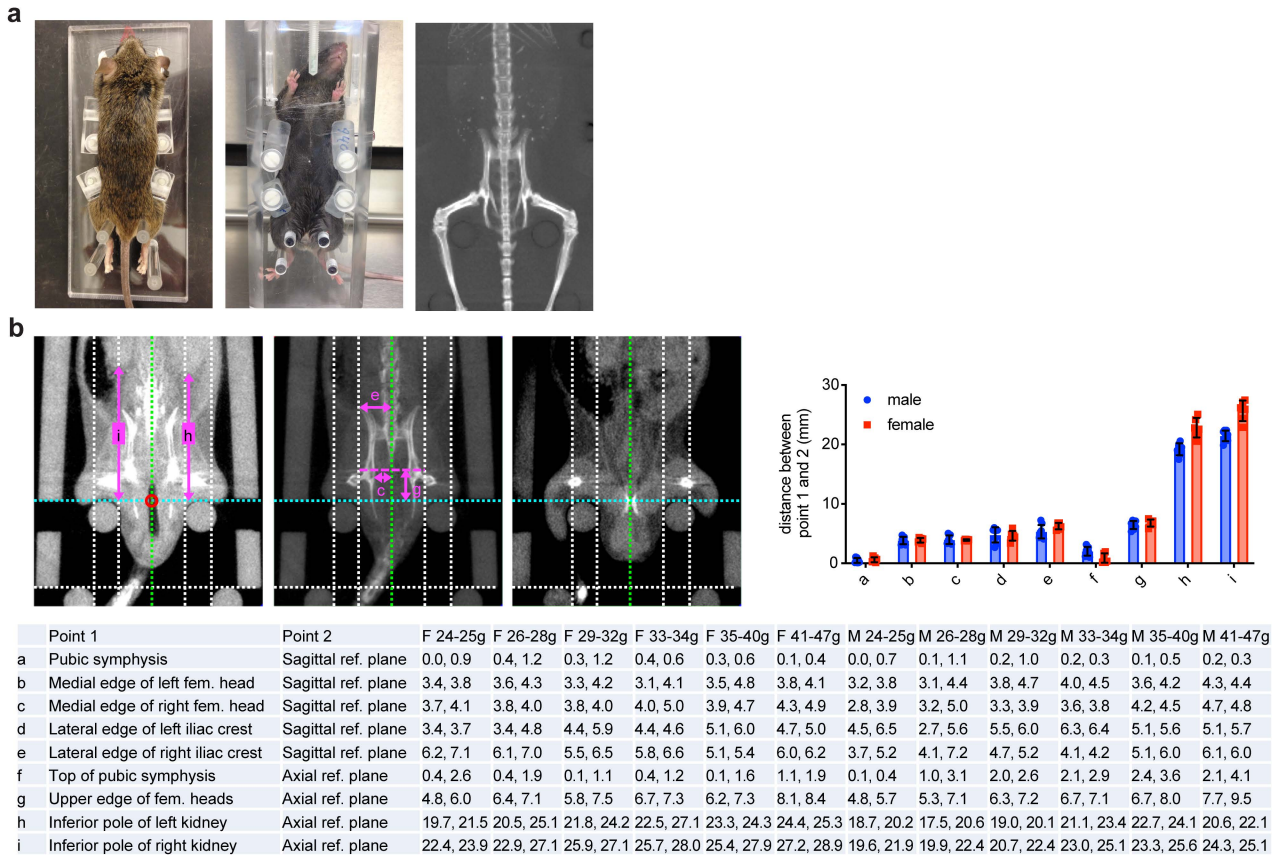 a
b
i
h
e
c
g
30
20
10
0
distance between
point 1 and 2 (mm)
male
female
a b c d e f g h i
Point 1 Point 2 F 24-25g F 26-28g F 29-32g F 33-34g F 35-40g F 41-47g M 24-25g M 26-28g M 29-32g M 33-34g M 35-40g M 41-47g
a Pubic symphysis Sagittal ref. plane 0.0, 0.9 0.4, 1.2 0.3, 1.2 0.4, 0.6 0.3, 0.6 0.1, 0.4 0.0, 0.7 0.1, 1.1 0.2, 1.0 0.2, 0.3 0.1, 0.5 0.2, 0.3
b Medial edge of left fem. head Sagittal ref. plane 3.4, 3.8 3.6, 4.3 3.3, 4.2 3.1, 4.1 3.5, 4.8 3.8, 4.1 3.2, 3.8 3.1, 4.4 3.8, 4.7 4.0, 4.5 3.6, 4.2 4.3, 4.4
c Medial edge of right fem. head Sagittal ref. plane 3.7, 4.1 3.8, 4.0 3.8, 4.0 4.0, 5.0 3.9, 4.7 4.3, 4.9 2.8, 3.9 3.2, 5.0 3.3, 3.9 3.6, 3.8 4.2, 4.5 4.7, 4.8
d Lateral edge of left iliac crest Sagittal ref. plane 3.4, 3.7 3.4, 4.8 4.4, 5.9 4.4, 4.6 5.1, 6.0 4.7, 5.0 4.5, 6.5 2.7, 5.6 5.5, 6.0 6.3, 6.4 5.1, 5.6 5.1, 5.7
e Lateral edge of right iliac crest Sagittal ref. plane 6.2, 7.1 6.1, 7.0 5.5, 6.5 5.8, 6.6 5.1, 5.4 6.0, 6.2 3.7, 5.2 4.1, 7.2 4.7, 5.2 4.1, 4.2 5.1, 6.0 6.1, 6.0
f Top of pubic symphysis Axial ref. plane 0.4, 2.6 0.4, 1.9 0.1, 1.1 0.4, 1.2 0.1, 1.6 1.1, 1.9 0.1, 0.4 1.0, 3.1 2.0, 2.6 2.1, 2.9 2.4, 3.6 2.1, 4.1
g Upper edge of fem. heads Axial ref. plane 4.8, 6.0 6.4, 7.1 5.8, 7.5 6.7, 7.3 6.2, 7.3 8.1, 8.4 4.8, 5.7 5.3, 7.1 6.3, 7.2 6.7, 7.1 6.7, 8.0 7.7, 9.5
h Inferior pole of left kidney Axial ref. plane 19.7, 21.5 20.5, 25.1 21.8, 24.2 22.5, 27.1 23.3, 24.3 24.4, 25.3 18.7, 20.2 17.5, 20.6 19.0, 20.1 21.1, 23.4 22.7, 24.1 20.6, 22.1
i Inferior pole of right kidney Axial ref. plane 22.4, 23.9 22.9, 27.1 25.9, 27.1 25.7, 28.0 25.4, 27.9 27.2, 28.9 19.6, 21.9 19.9, 22.4 20.7, 22.4 23.0, 25.1 23.3, 25.6 24.3, 25.1